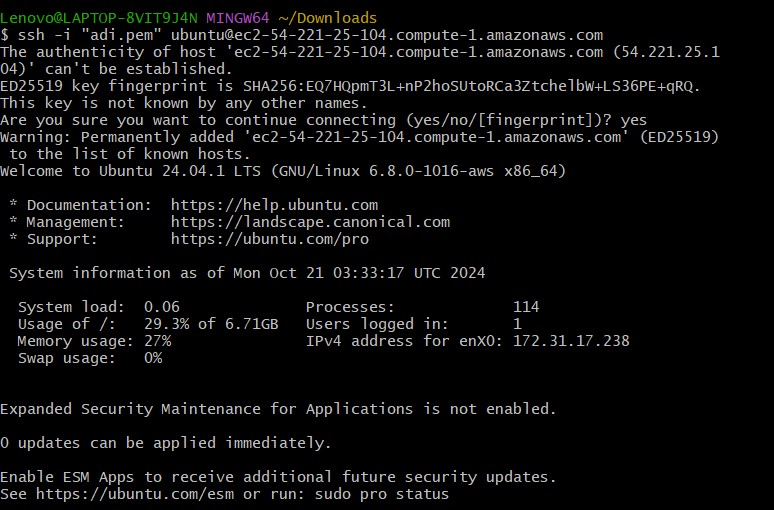 Lenovo@LAPTOP-8VIT9J4N MINGW64 ~/Downloads
$ ssh -i "adi.pem" ubuntu@ec2-54-221-25-104.compute-1.amazonaws.com
The authenticity of host 'ec2-54-221-25-104.compute-1.amazonaws.com (54.221.25.1
04)' can't be established.
ED25519 key fingerprint is SHA256:EQ7HQpmT3L+nP2hoSUtoRCa3ZtchelbW+LS36PE+qRQ.
This key is not known by any other names.
Are you sure you want to continue connecting (yes/no/[fingerprint])? yes
Warning: Permanently added 'ec2-54-221-25-104.compute-1.amazonaws.com' (ED25519)
 to the list of known hosts.
Welcome to Ubuntu 24.04.1 LTS (GNU/Linux 6.8.0-1016-aws x86_64)
 * Documentation:  https://help.ubuntu.com
 * Management:     https://landscape.canonical.com
 * Support:        https://ubuntu.com/pro
 System information as of Mon Oct 21 03:33:17 UTC 2024
  System load:  0.06               Processes:             114
  Usage of /:   29.3% of 6.71GB   Users logged in:       1
  Memory usage: 27%                IPv4 address for enX0: 172.31.17.238
  Swap usage:   0%
Expanded Security Maintenance for Applications is not enabled.
0 updates can be applied immediately.
Enable ESM Apps to receive additional future security updates.
See https://ubuntu.com/esm or run: sudo pro status